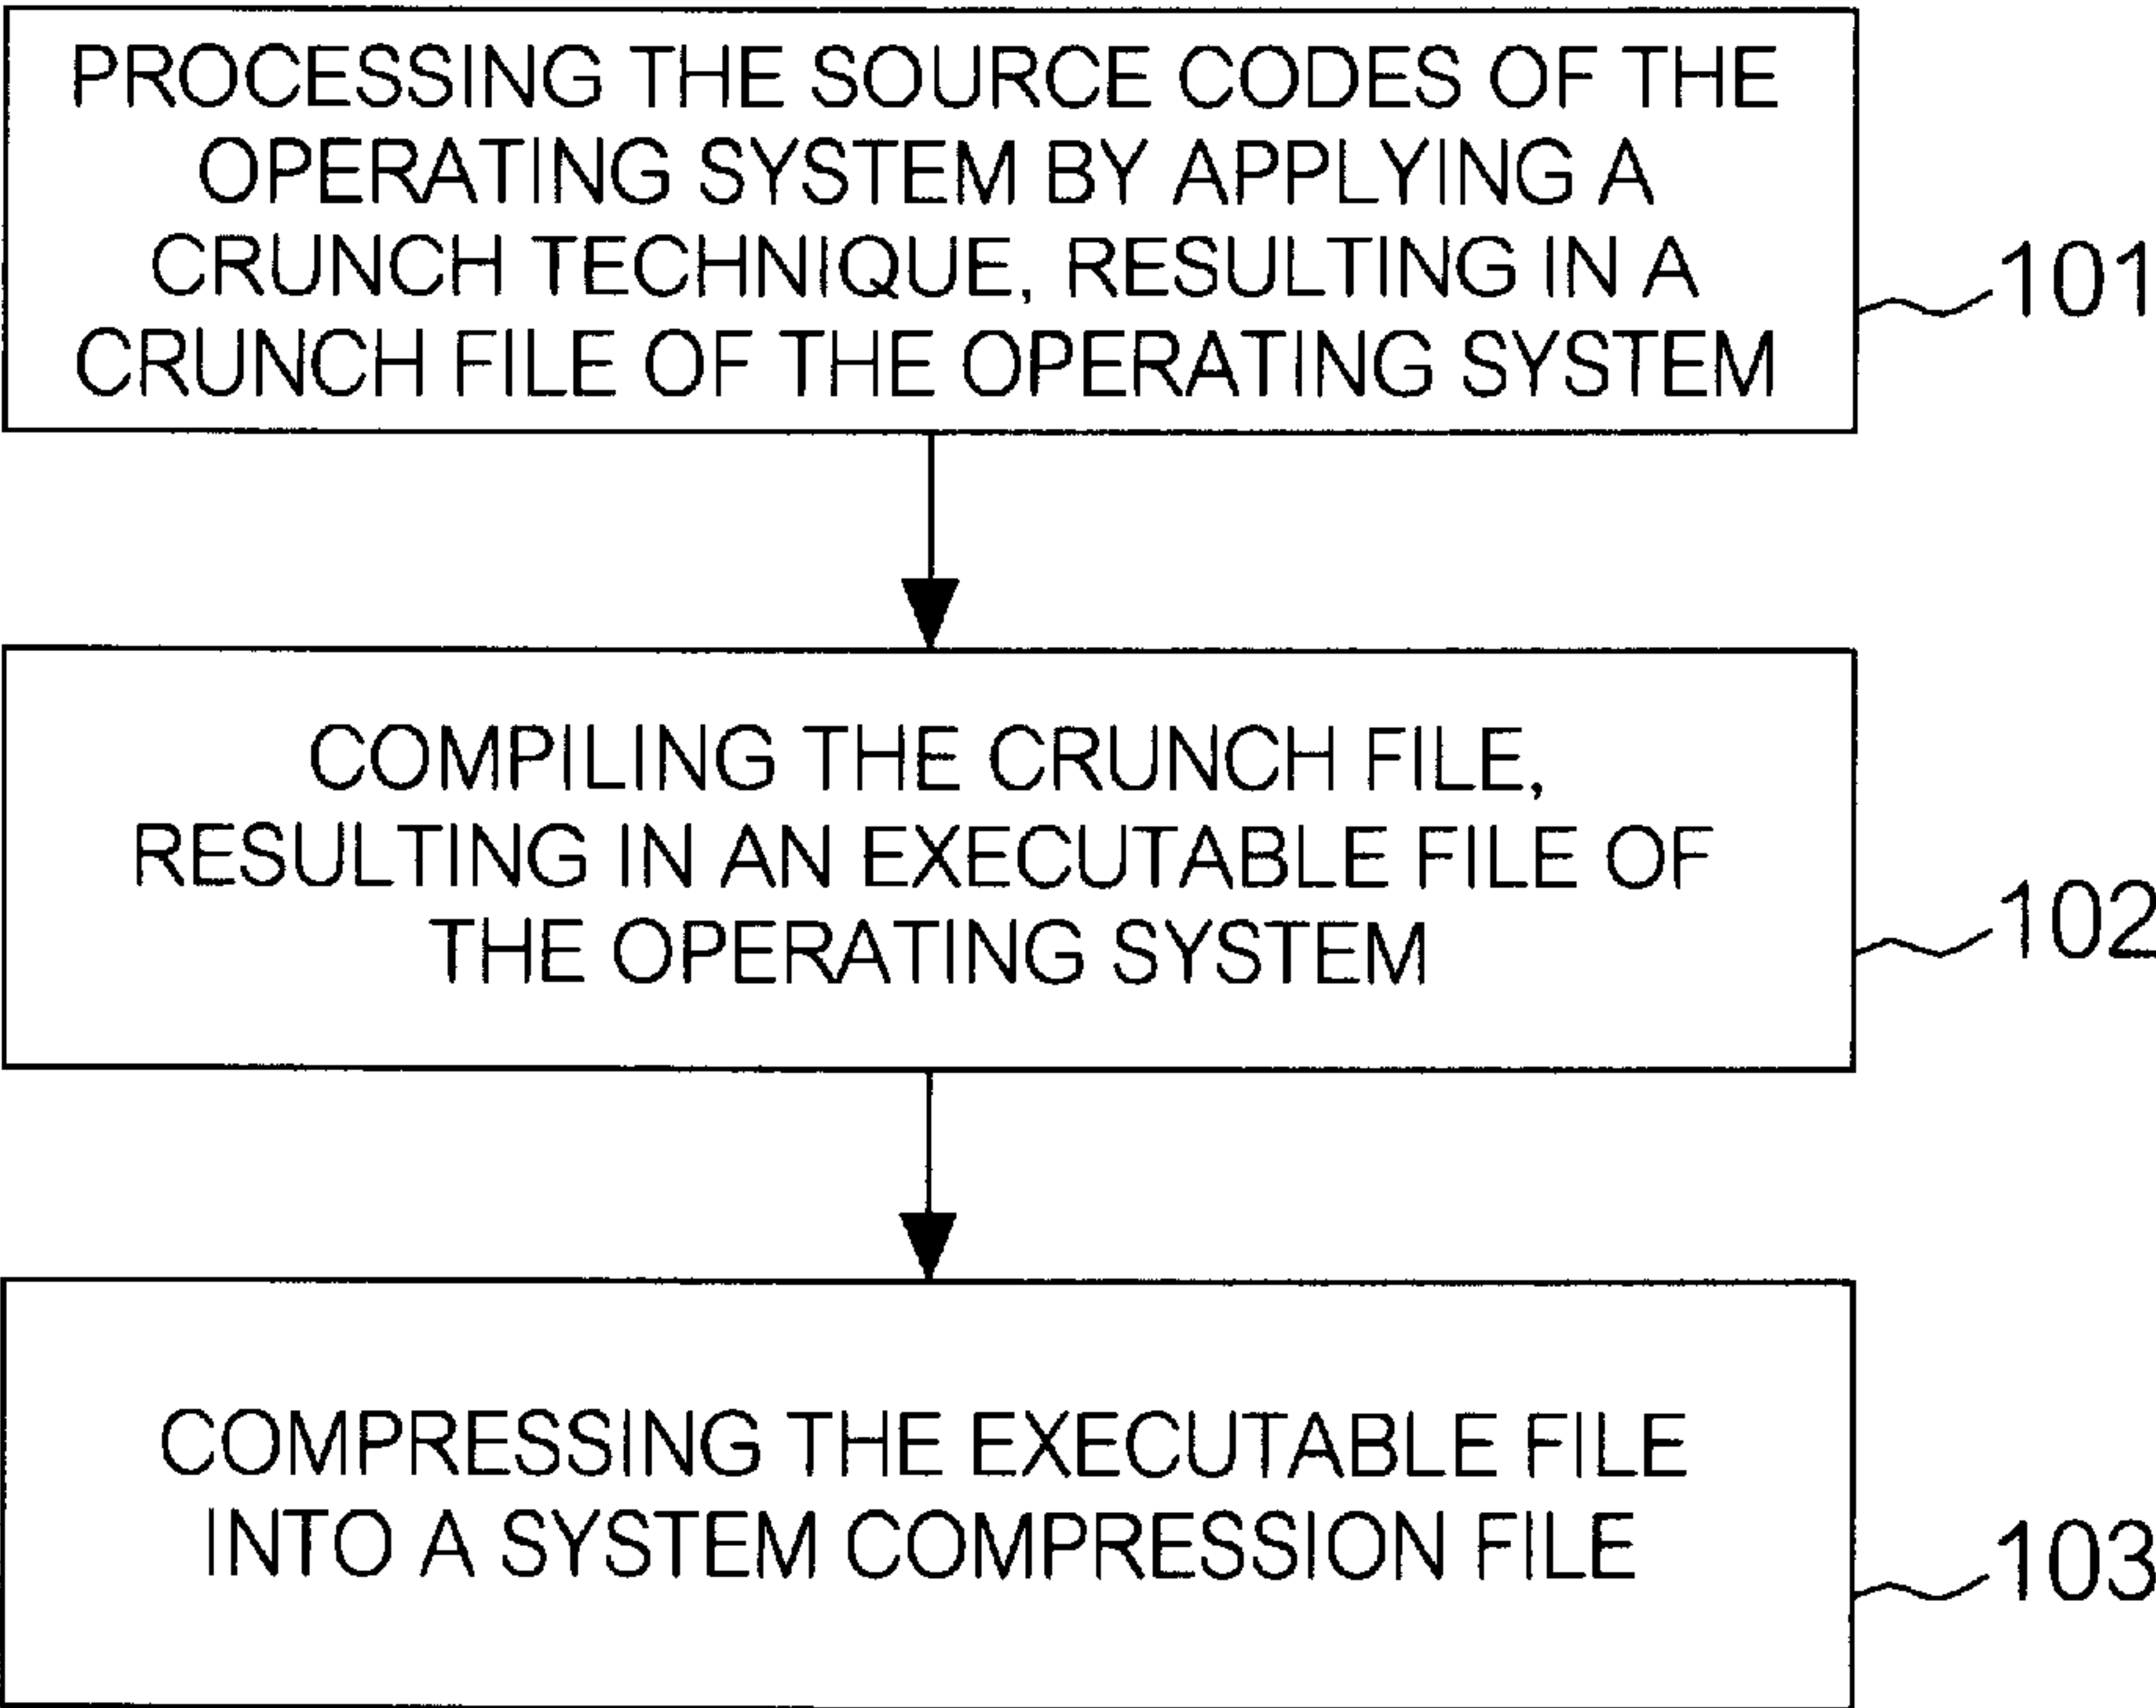 PROCESSING THE SOURCE CODES OF THE
OPERATING SYSTEM BY APPLYING A
CRUNCH TECHNIQUE, RESULTING IN A
CRUNCH FILE OF THE OPERATING SYSTEM
101
COMPILING THE CRUNCH FILE,
RESULTING IN AN EXECUTABLE FILE OF
THE OPERATING SYSTEM
102
COMPRESSING THE EXECUTABLE FILE
INTO A SYSTEM COMPRESSION FILE
103